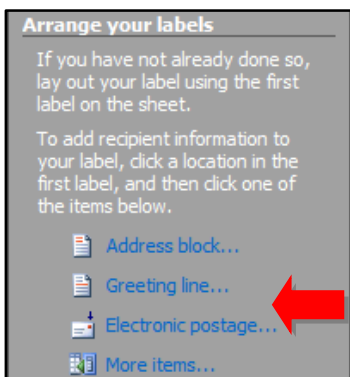 Arrange your labels
If you have not already done so,
lay out your label using the first
label on the sheet.
To add recipient information to
your label, click a location in the
first label, and then click one of
the items below.
Address block...
Greeting line...
Electronic postage...
More items...